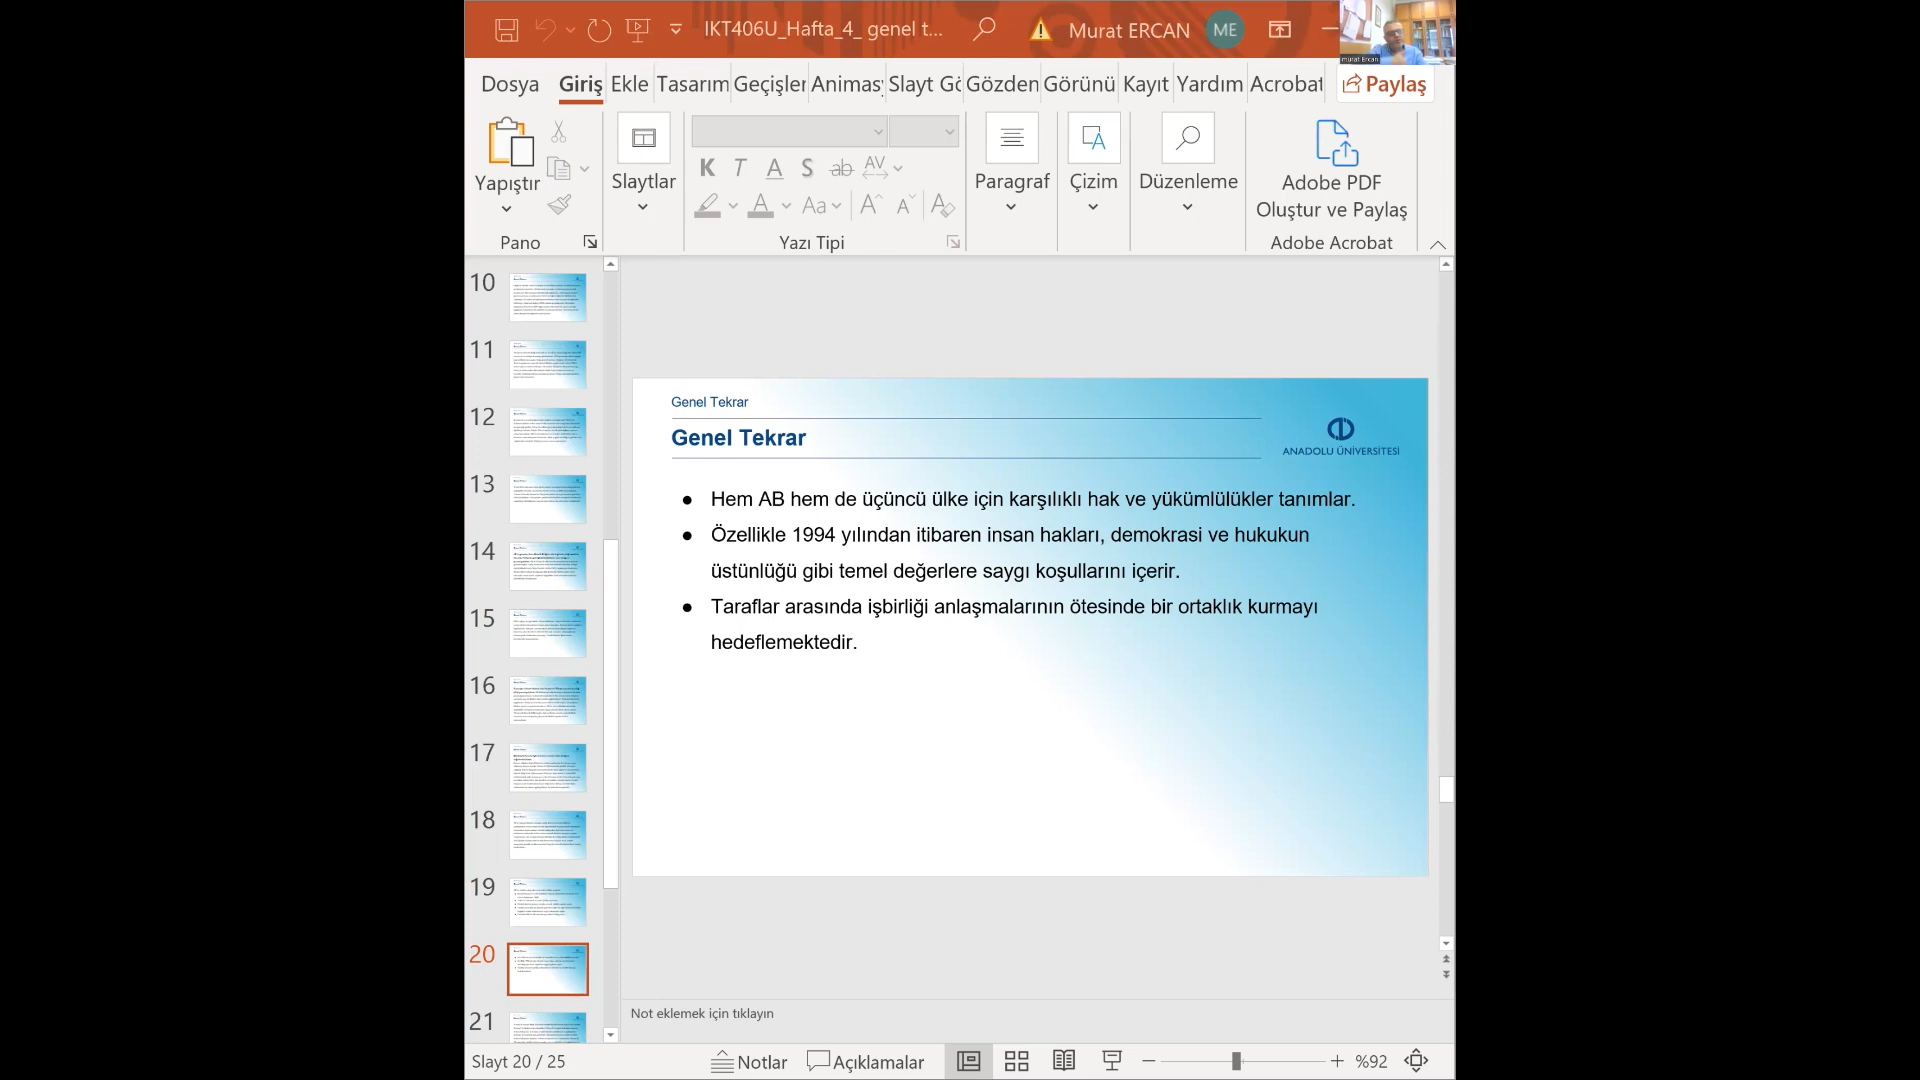 IKT406U_Hafta_4_ genel t...
Murat ERCAN
ME
murat Ercan
Dosya Giriş Ekle Tasarım Geçişler Animas Slayt Gö Gözden Görünü Kayıt Yardım Acrobat Paylaş
K T A S ab AV
Yapıştır
Slaytlar
Paragraf
Çizim
Düzenleme
Adobe PDF
Oluştur ve Paylaş
Aa A A A
Pano
Yazı Tipi
Adobe Acrobat
10
11
12
13
14
15
16
17
18
19
20
21
Genel Tekrar
Genel Tekrar
ANADOLU ÜNİVERSİTESİ
● Hem AB hem de üçüncü ülke için karşılıklı hak ve yükümlülükler tanımlar.
● Özellikle 1994 yılından itibaren insan hakları, demokrasi ve hukukun
üstünlüğü gibi temel değerlere saygı koşullarını içerir.
● Taraflar arasında işbirliği anlaşmalarının ötesinde bir ortaklık kurmayı
hedeflemektedir.
Not eklemek için tıklayın
Slayt 20 / 25
Notlar
Açıklamalar
%92